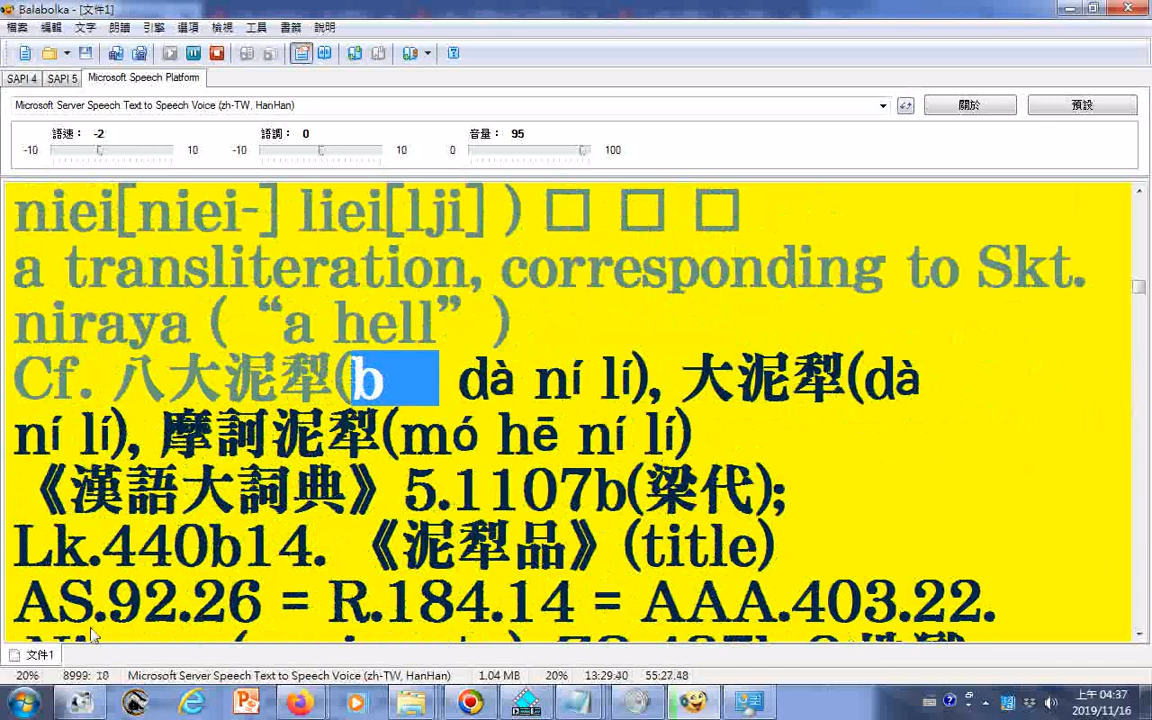 Balabolka - [文件1]
檔案 編輯 文字 朗讀 引擎 選項 檢視 工具 書籤 說明
SAPI 4 SAPI 5 Microsoft Speech Platform
Microsoft Server Speech Text to Speech Voice (zh-TW, HanHan) 關於 預設
語速： -2 語調： 0 音量： 95
-10 10 -10 10 0 100
niei[niei-] liei[lji] ) □ □ □
a transliteration, corresponding to Skt.
niraya ( “a hell” )
Cf. 八大泥犁(b dà ní lí), 大泥犁(dà
ní lí), 摩訶泥犁(mó hē ní lí)
《漢語大詞典》 5.1107b(梁代);
Lk.440b14. 《泥犁品》 (title)
AS.92.26 = R.184.14 = AAA.403.22.
文件1
20% 8999: 10 Microsoft Server Speech Text to Speech Voice (zh-TW, HanHan) 1.04 MB 20% 13:29:40 55:27.48
上午 04:37
2019/11/16